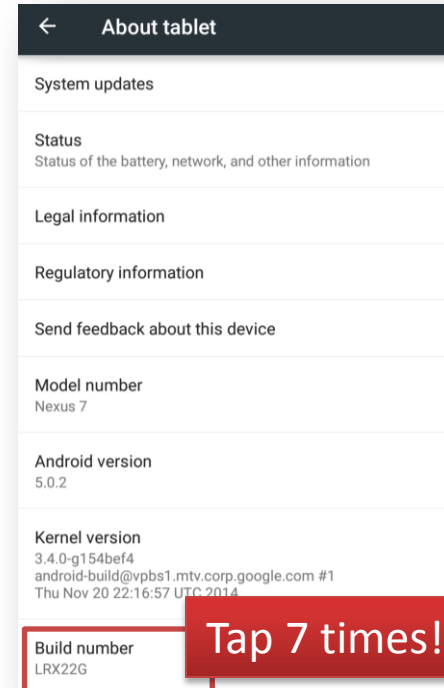 About tablet
System updates
Status
Status of the battery, network, and other information
Legal information
Regulatory information
Send feedback about this device
Model number
Nexus 7
Android version
5.0.2
Kernel version
3.4.0-g154bef4
android-build@vpbs1.mtv.corp.google.com #1
Thu Nov 20 22:16:57 UTC 2014
Tap 7 times!
Build number
LRX22G